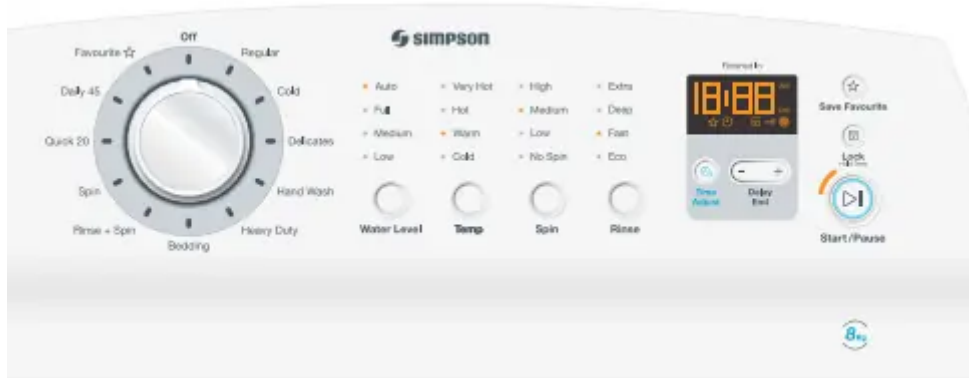 SIMPSON
Off
Favourite
Regular
Daily 45
Cold
Quick 20
Delicates
Spin
Hand Wash
Rinse + Spin
Heavy Duty
Bedding
Auto
Full
Medium
Low
Water Level
Very Hot
Hot
Warm
Cold
Temp
High
Medium
Low
No Spin
Spin
Extra
Deep
Fast
Eco
Rinse
18:88
Time
Adjust
- +
Delay
End
Save Favourite
Lock
Start/Pause
8Kg